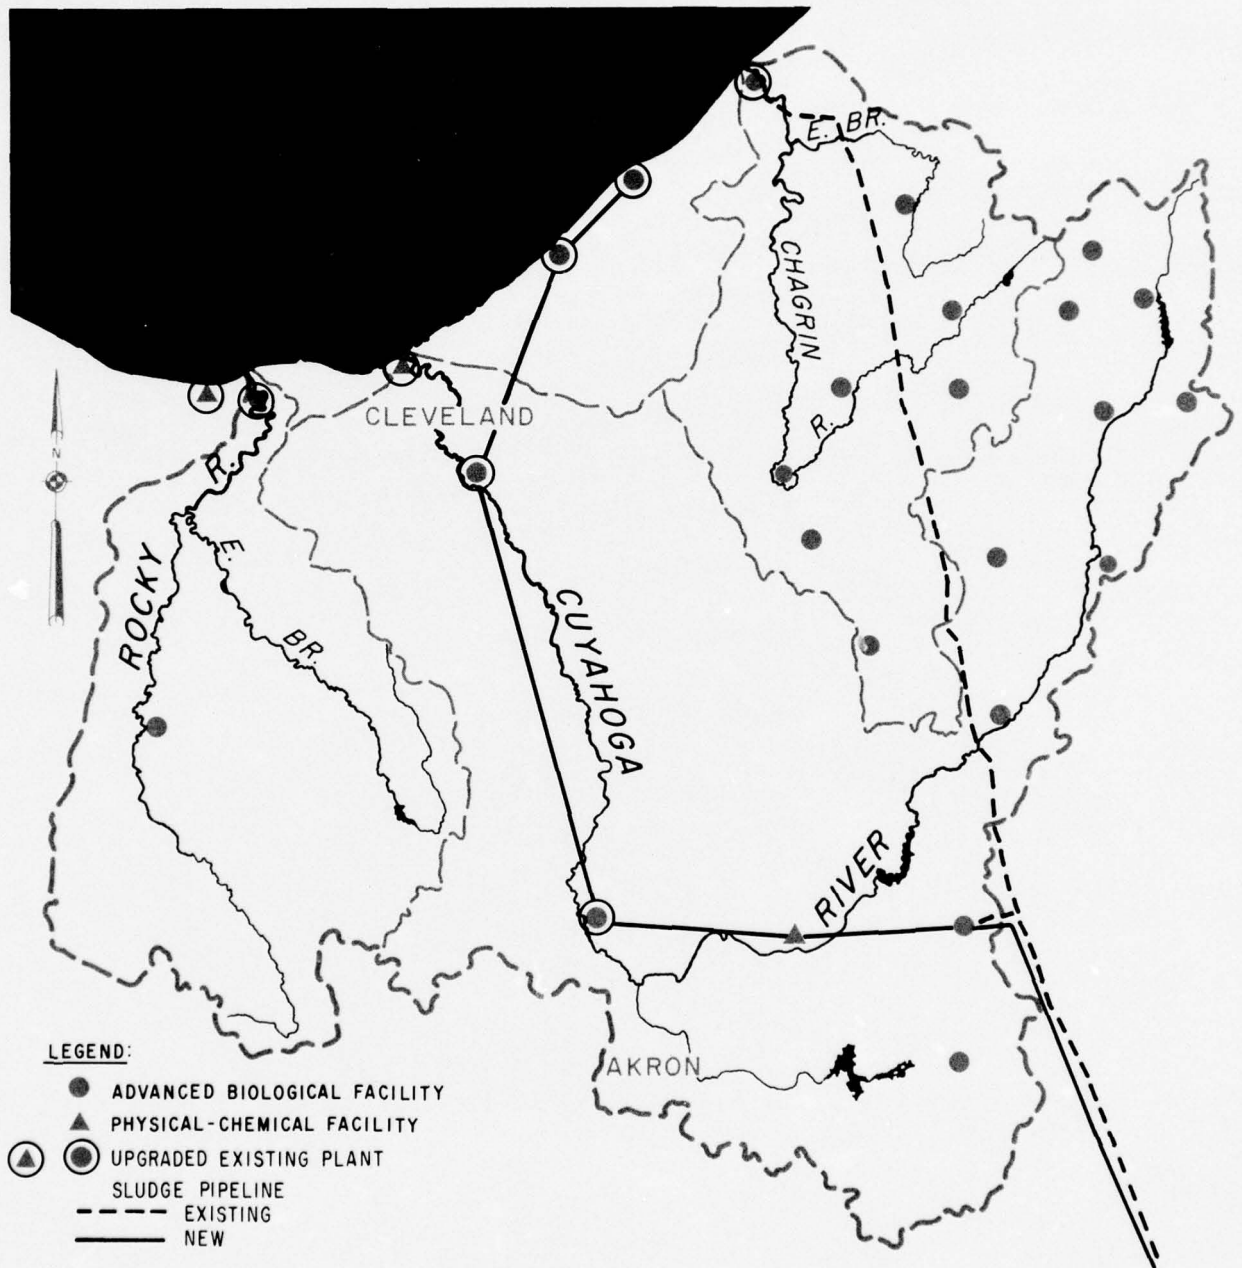 E. BR.
CHAGRIN
R.
CLEVELAND
N
R.
ROCKY
E.
BR.
CUYAHOGA
RIVER
AKRON
LEGEND:
ADVANCED BIOLOGICAL FACILITY
PHYSICAL-CHEMICAL FACILITY
UPGRADED EXISTING PLANT
SLUDGE PIPELINE
EXISTING
NEW